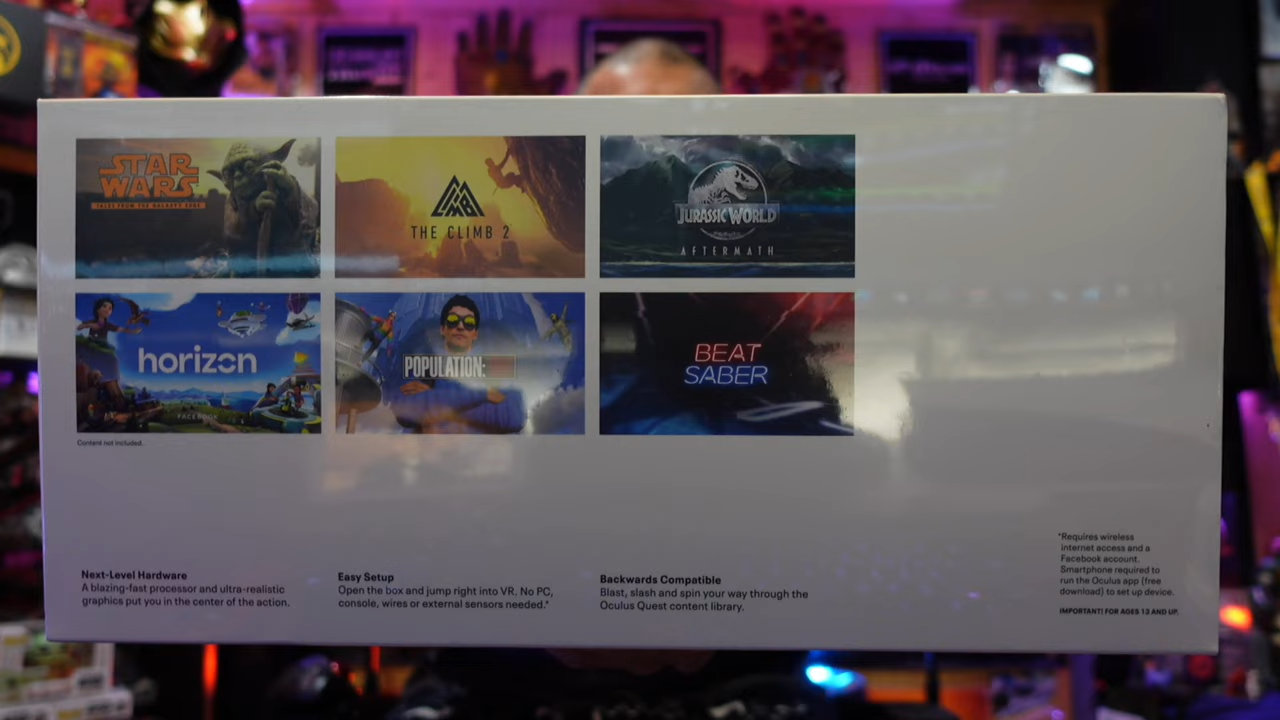 STAR
WARS
TALES FROM THE GALAXY'S EDGE
THE CLIMB 2
JURASSIC WORLD
AFTERMATH
horizon
FACEBOOK
POPULATION:
BEAT
SABER
Content not included.
Next-Level Hardware
A blazing-fast processor and ultra-realistic
graphics put you in the center of the action.
Easy Setup
Open the box and jump right into VR. No PC,
console, wires or external sensors needed.*
Backwards Compatible
Blast, slash and spin your way through the
Oculus Quest content library.
*Requires wireless
internet access and a
Facebook account.
Smartphone required to
run the Oculus app (free
download) to set up device.
IMPORTANT! FOR AGES 13 AND UP.